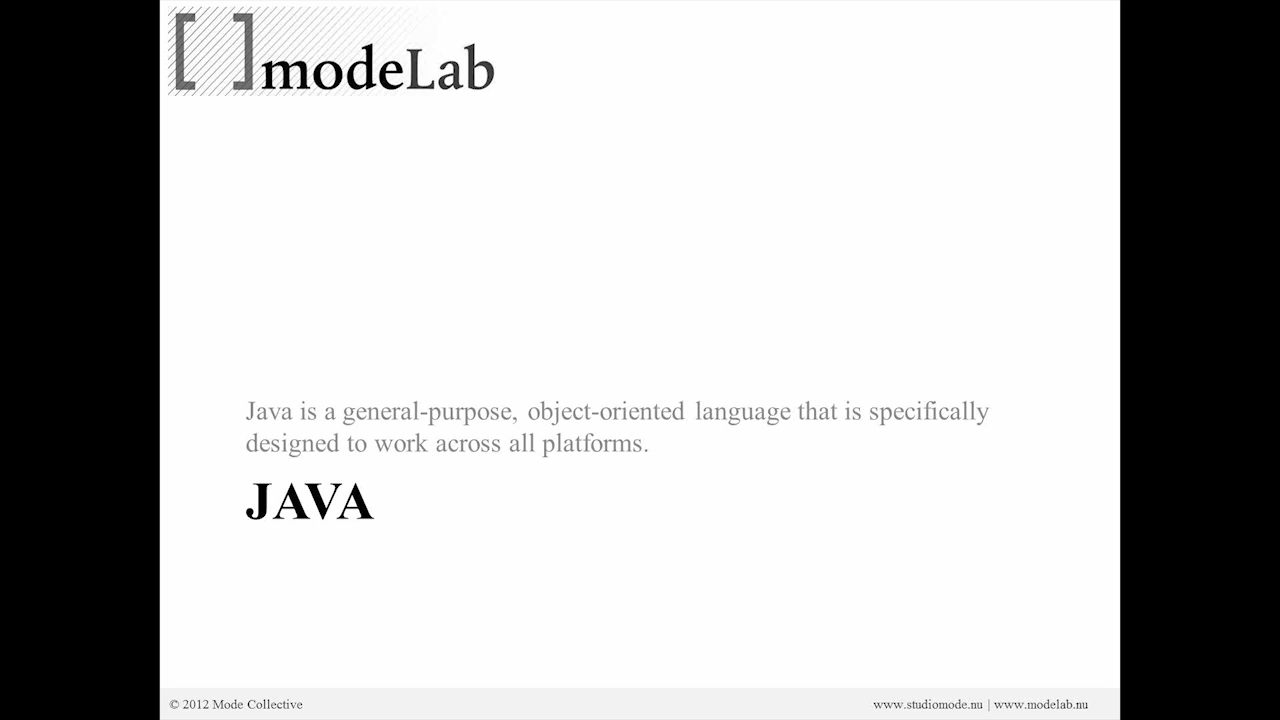 [ ]modeLab
Java is a general-purpose, object-oriented language that is specifically
designed to work across all platforms.
JAVA
© 2012 Mode Collective
www.studiomode.nu | www.modelab.nu